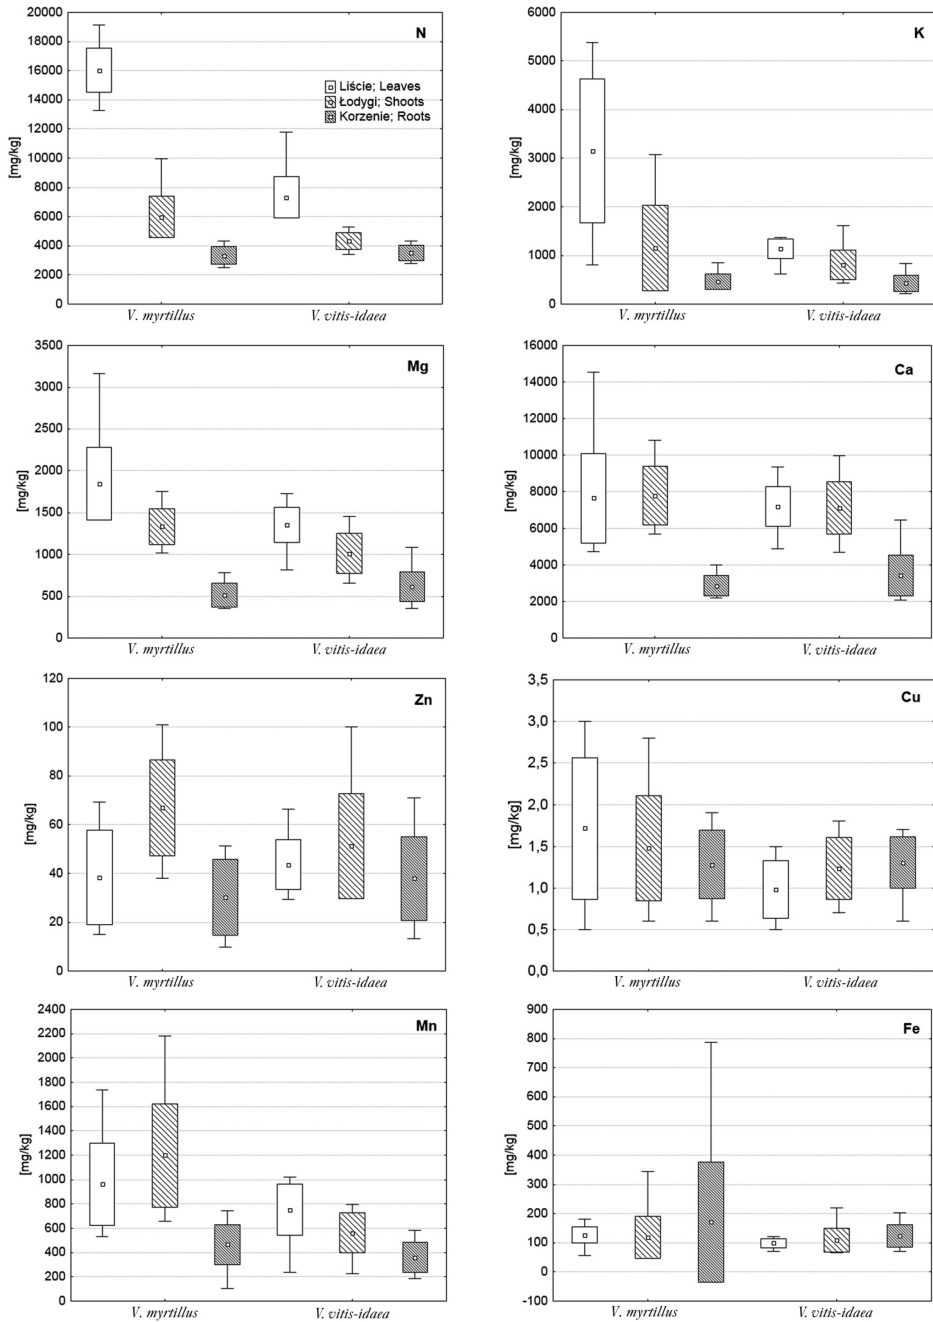 N
20000
18000
16000
14000
12000
10000
8000
6000
4000
2000
0
[mg/kg]
Liście; Leaves
Łodygi; Shoots
Korzenie; Roots
V. myrtillus
V. vitis-idaea
K
6000
5000
4000
3000
2000
1000
0
[mg/kg]
V. myrtillus
V. vitis-idaea
Mg
3500
3000
2500
2000
1500
1000
500
0
[mg/kg]
V. myrtillus
V. vitis-idaea
Ca
16000
14000
12000
10000
8000
6000
4000
2000
0
[mg/kg]
V. myrtillus
V. vitis-idaea
Zn
120
100
80
60
40
20
0
[mg/kg]
V. myrtillus
V. vitis-idaea
Cu
3,5
3,0
2,5
2,0
1,5
1,0
0,5
0,0
[mg/kg]
V. myrtillus
V. vitis-idaea
Mn
2400
2200
2000
1800
1600
1400
1200
1000
800
600
400
200
0
[mg/kg]
V. myrtillus
V. vitis-idaea
Fe
900
800
700
600
500
400
300
200
100
0
-100
[mg/kg]
V. myrtillus
V. vitis-idaea